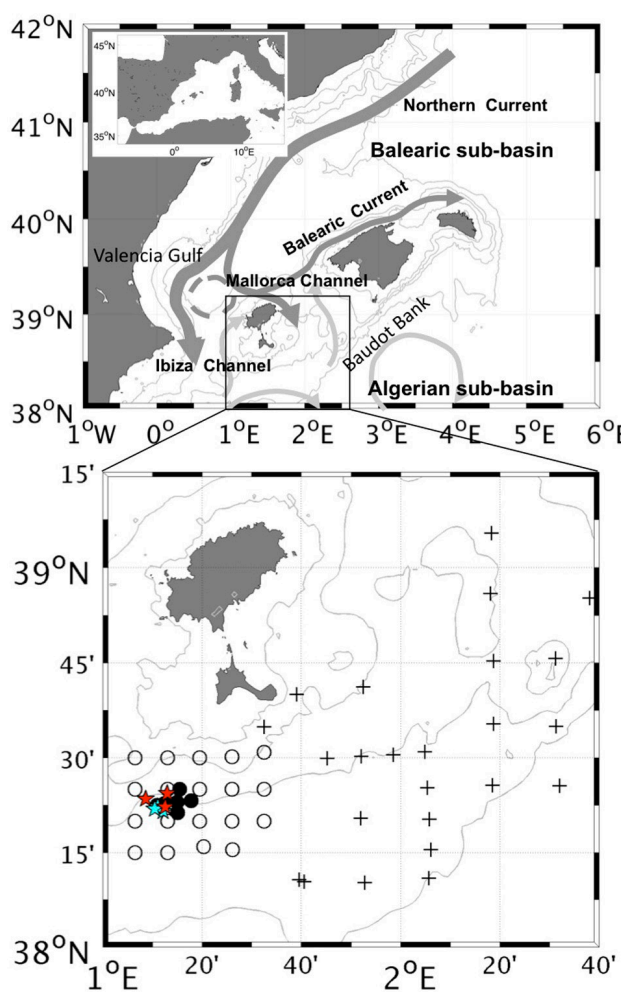 42°N
45°N
40°N
35°N
0°
10°E
Northern Current
41°N
Balearic sub-basin
Balearic Current
40°N
Valencia Gulf
Mallorca Channel
39°N
Baudot Bank
Ibiza Channel
Algerian sub-basin
38°N
1°W 0° 1°E 2°E 3°E 4°E 5°E 6°E
15'
39°N
45'
30'
15'
38°N
1°E 20' 40' 2°E 20' 40'